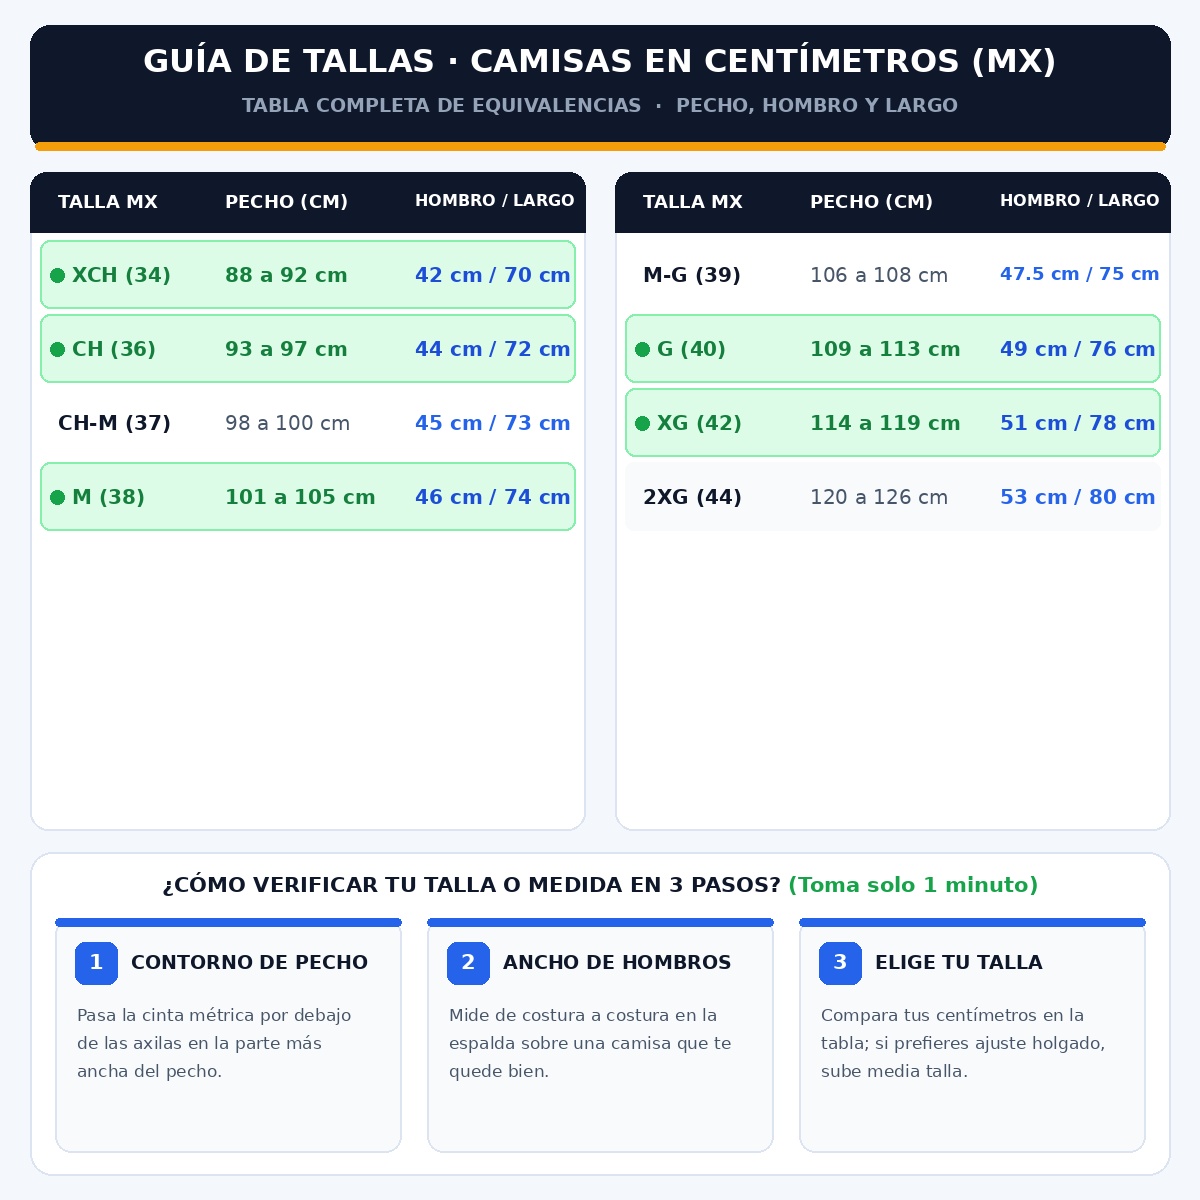 GUÍA DE TALLAS · CAMISAS EN CENTÍMETROS (MX)
TABLA COMPLETA DE EQUIVALENCIAS · PECHO, HOMBRO Y LARGO
TALLA MX PECHO (CM) HOMBRO / LARGO
XCH (34) 88 a 92 cm 42 cm / 70 cm
CH (36) 93 a 97 cm 44 cm / 72 cm
CH-M (37) 98 a 100 cm 45 cm / 73 cm
M (38) 101 a 105 cm 46 cm / 74 cm
TALLA MX PECHO (CM) HOMBRO / LARGO
M-G (39) 106 a 108 cm 47.5 cm / 75 cm
G (40) 109 a 113 cm 49 cm / 76 cm
XG (42) 114 a 119 cm 51 cm / 78 cm
2XG (44) 120 a 126 cm 53 cm / 80 cm
¿CÓMO VERIFICAR TU TALLA O MEDIDA EN 3 PASOS? (Toma solo 1 minuto)
1 CONTORNO DE PECHO
Pasa la cinta métrica por debajo
de las axilas en la parte más
ancha del pecho.
2 ANCHO DE HOMBROS
Mide de costura a costura en la
espalda sobre una camisa que te
quede bien.
3 ELIGE TU TALLA
Compara tus centímetros en la
tabla; si prefieres ajuste holgado,
sube media talla.